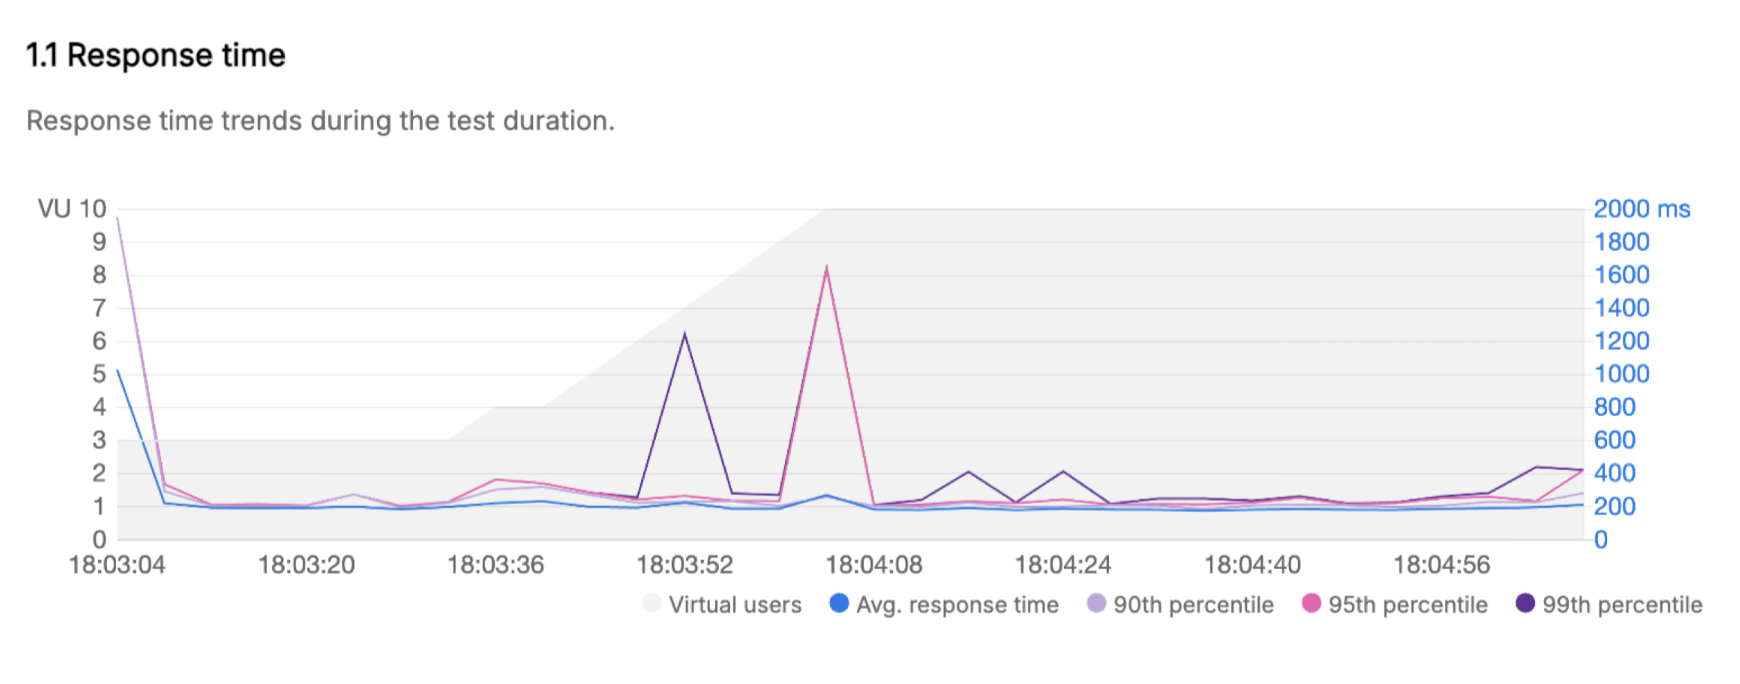 1.1 Response time
Response time trends during the test duration.
VU 10 2000 ms
9 1800
8 1600
7 1400
6 1200
5 1000
4 800
3 600
2 400
1 200
0 0
18:03:04 18:03:20 18:03:36 18:03:52 18:04:08 18:04:24 18:04:40 18:04:56
Virtual users Avg. response time 90th percentile 95th percentile 99th percentile